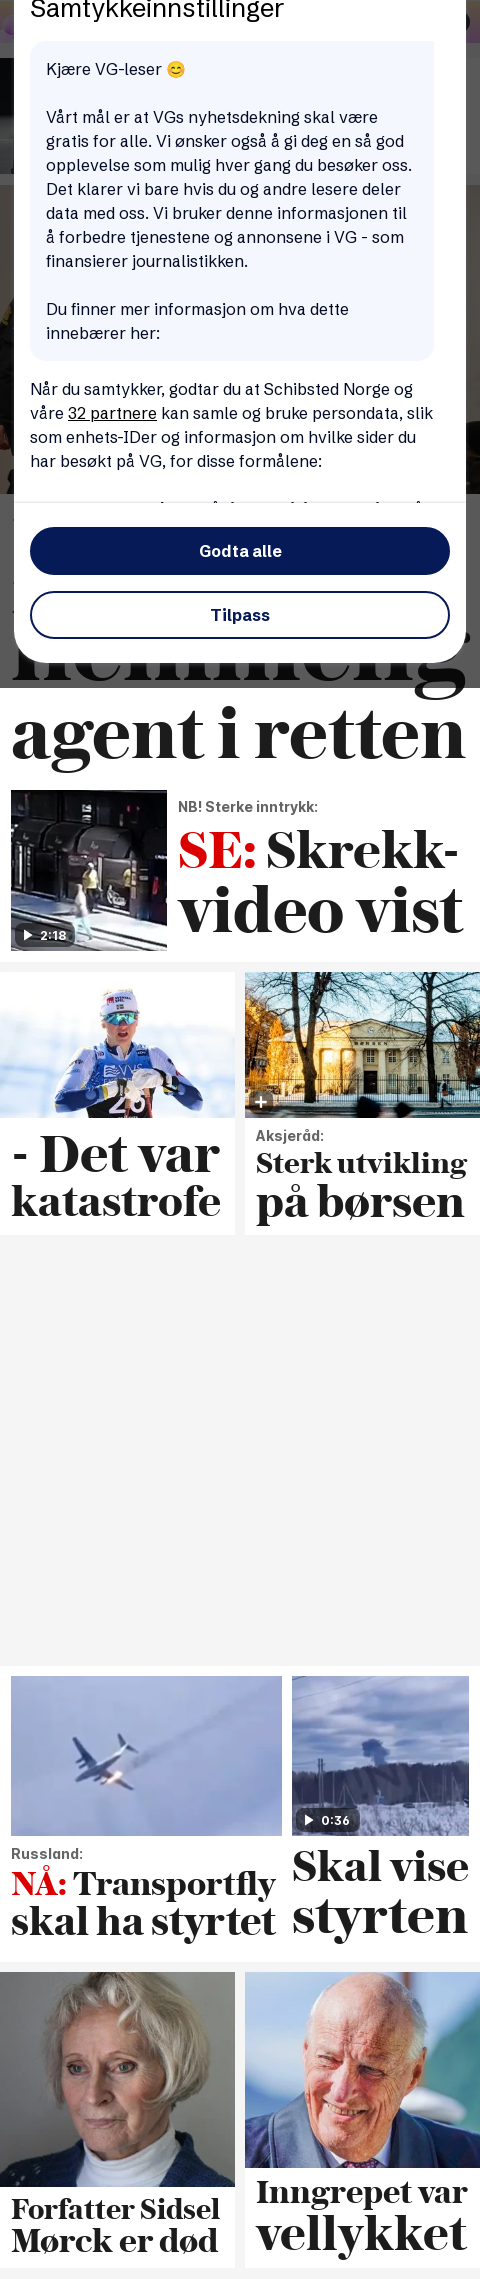 Samtykkeinnstillinger
Kjære VG-leser 😊
Vårt mål er at VGs nyhetsdekning skal være
gratis for alle. Vi ønsker også å gi deg en så god
opplevelse som mulig hver gang du besøker oss.
Det klarer vi bare hvis du og andre lesere deler
data med oss. Vi bruker denne informasjonen til
å forbedre tjenestene og annonsene i VG - som
finansierer journalistikken.
Du finner mer informasjon om hva dette
innebærer her:
Når du samtykker, godtar du at Schibsted Norge og
våre 32 partnere kan samle og bruke persondata, slik
som enhets-IDer og informasjon om hvilke sider du
har besøkt på VG, for disse formålene:
Godta alle
Tilpass
hemmelig
agent i retten
NB! Sterke inntrykk:
SE: Skrekk-
video vist
2:18
- Det var
katastrofe
BØRSEN
Aksjeråd:
Sterk utvikling
på børsen
Russland:
NÅ: Transportfly
skal ha styrtet
0:36
Skal vise
styrten
Forfatter Sidsel
Mørck er død
Inngrepet var
vellykket